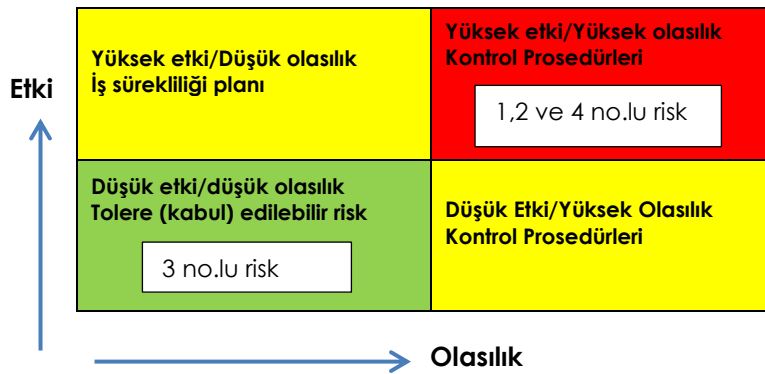 Etki
Yüksek etki/Düşük olasılık
İş sürekliliği planı
Yüksek etki/Yüksek olasılık
Kontrol Prosedürleri
1,2 ve 4 no.lu risk
Düşük etki/düşük olasılık
Tolere (kabul) edilebilir risk
3 no.lu risk
Düşük Etki/Yüksek Olasılık
Kontrol Prosedürleri
Olasılık